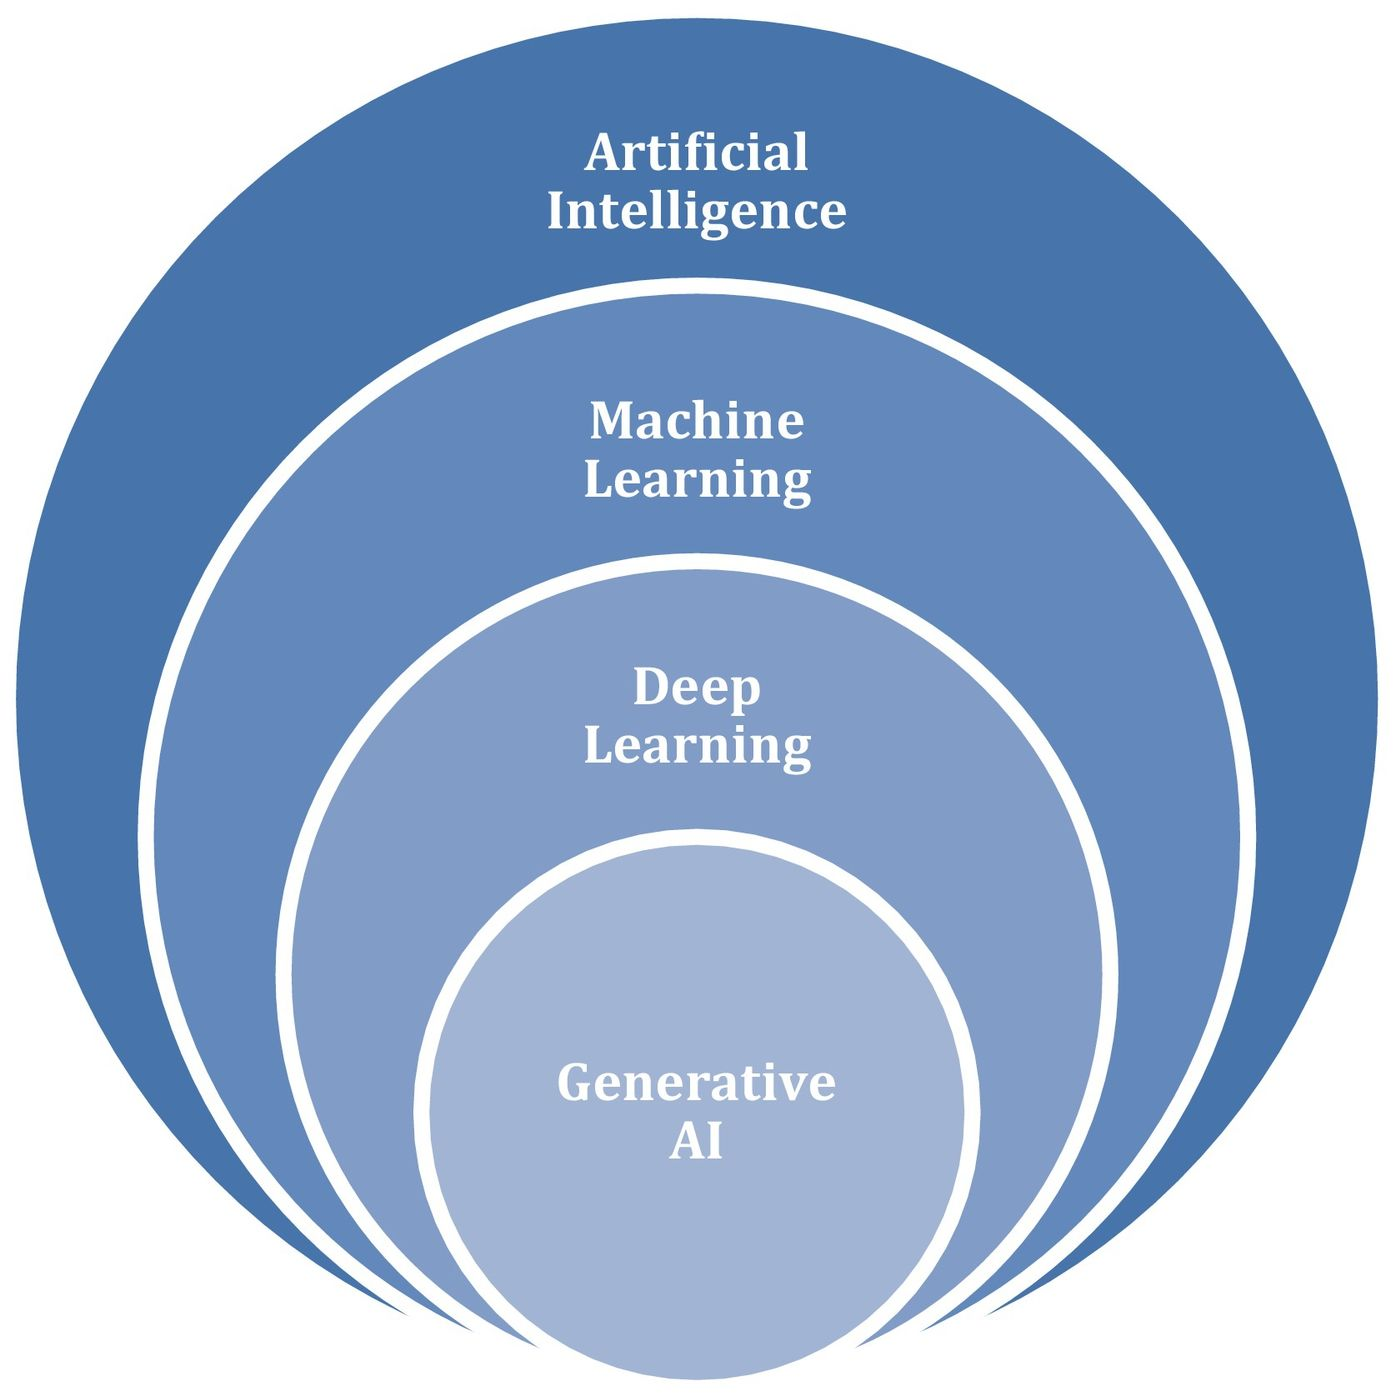 Artificial
Intelligence
Machine
Learning
Deep
Learning
Generative
AI